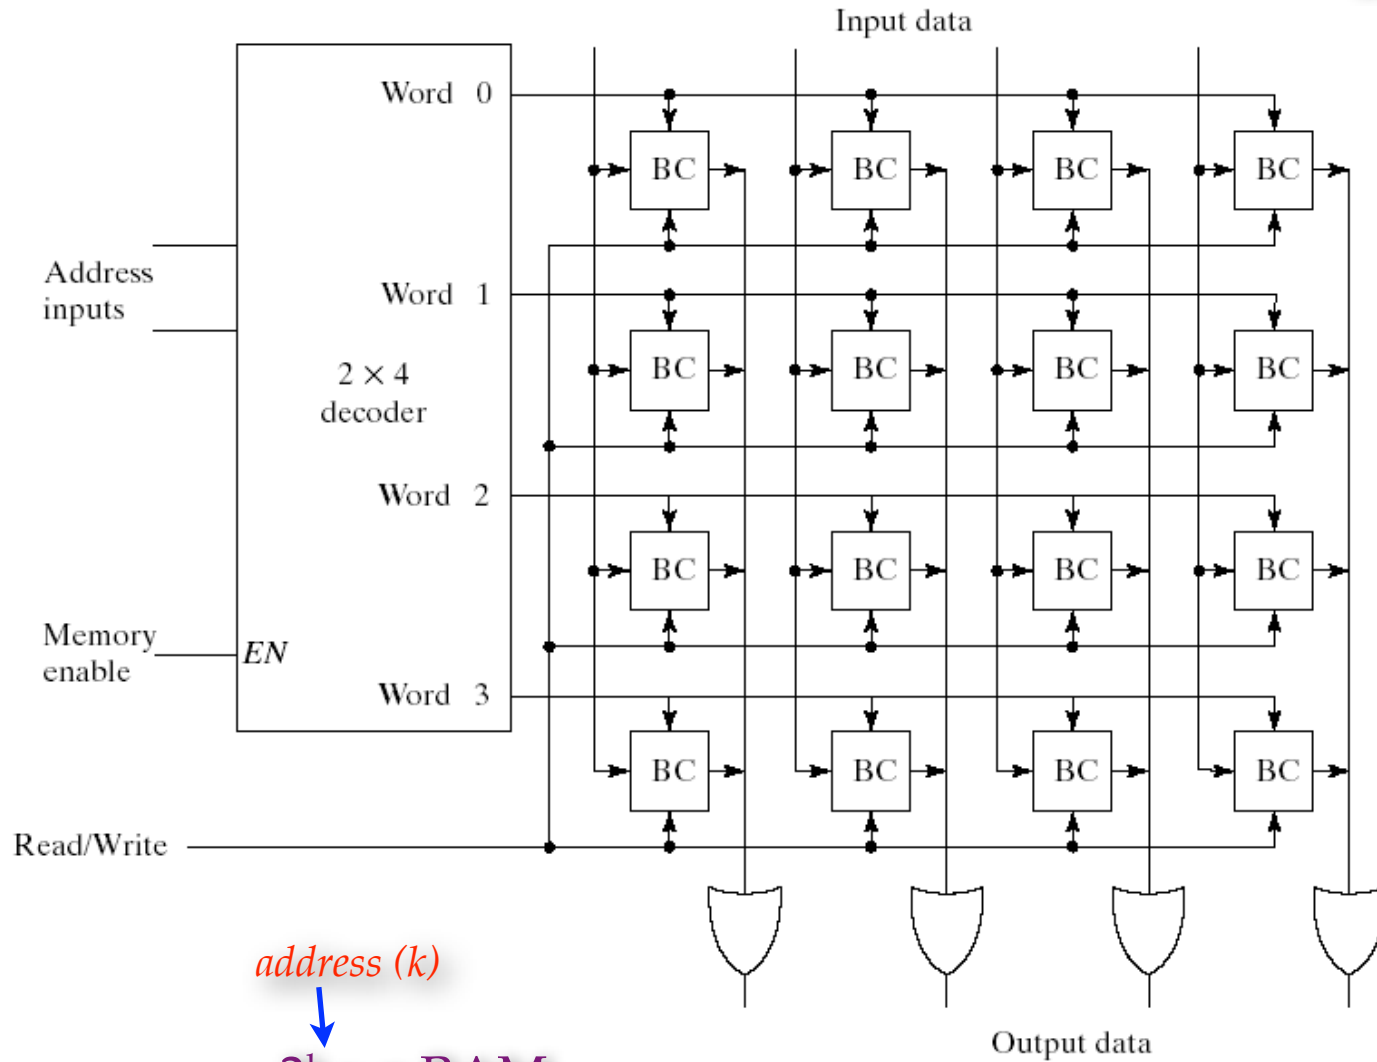 Input data
Word 0
BC BC BC BC
Address
inputs
Word 1
BC BC BC BC
2 × 4
decoder
Word 2
BC BC BC BC
Memory
enable
EN
Word 3
BC BC BC BC
Read/Write
address (k)
RAM
Output data